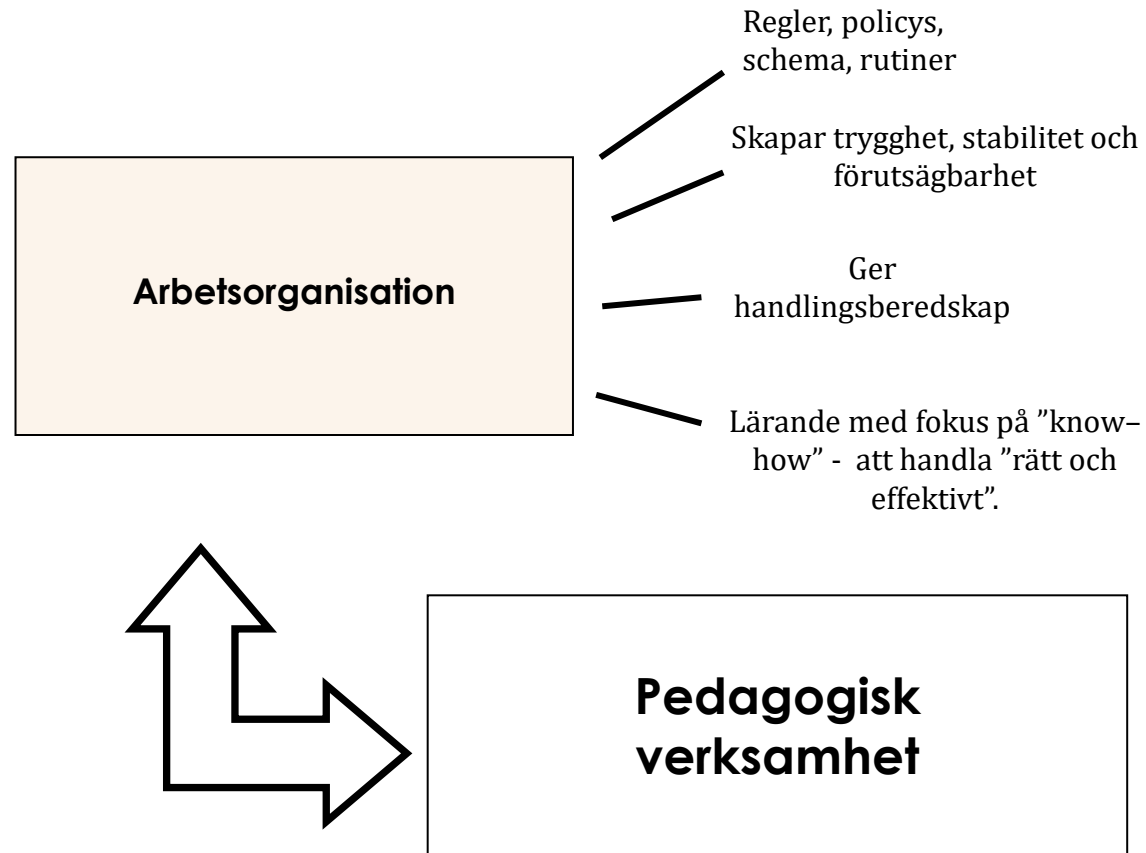 Regler, policys,
schema, rutiner
Skapar trygghet, stabilitet och
förutsägbarhet
Arbetsorganisation
Ger
handlingsberedskap
Lärande med fokus på ”know–
how” - att handla ”rätt och
effektivt”.
Pedagogisk
verksamhet